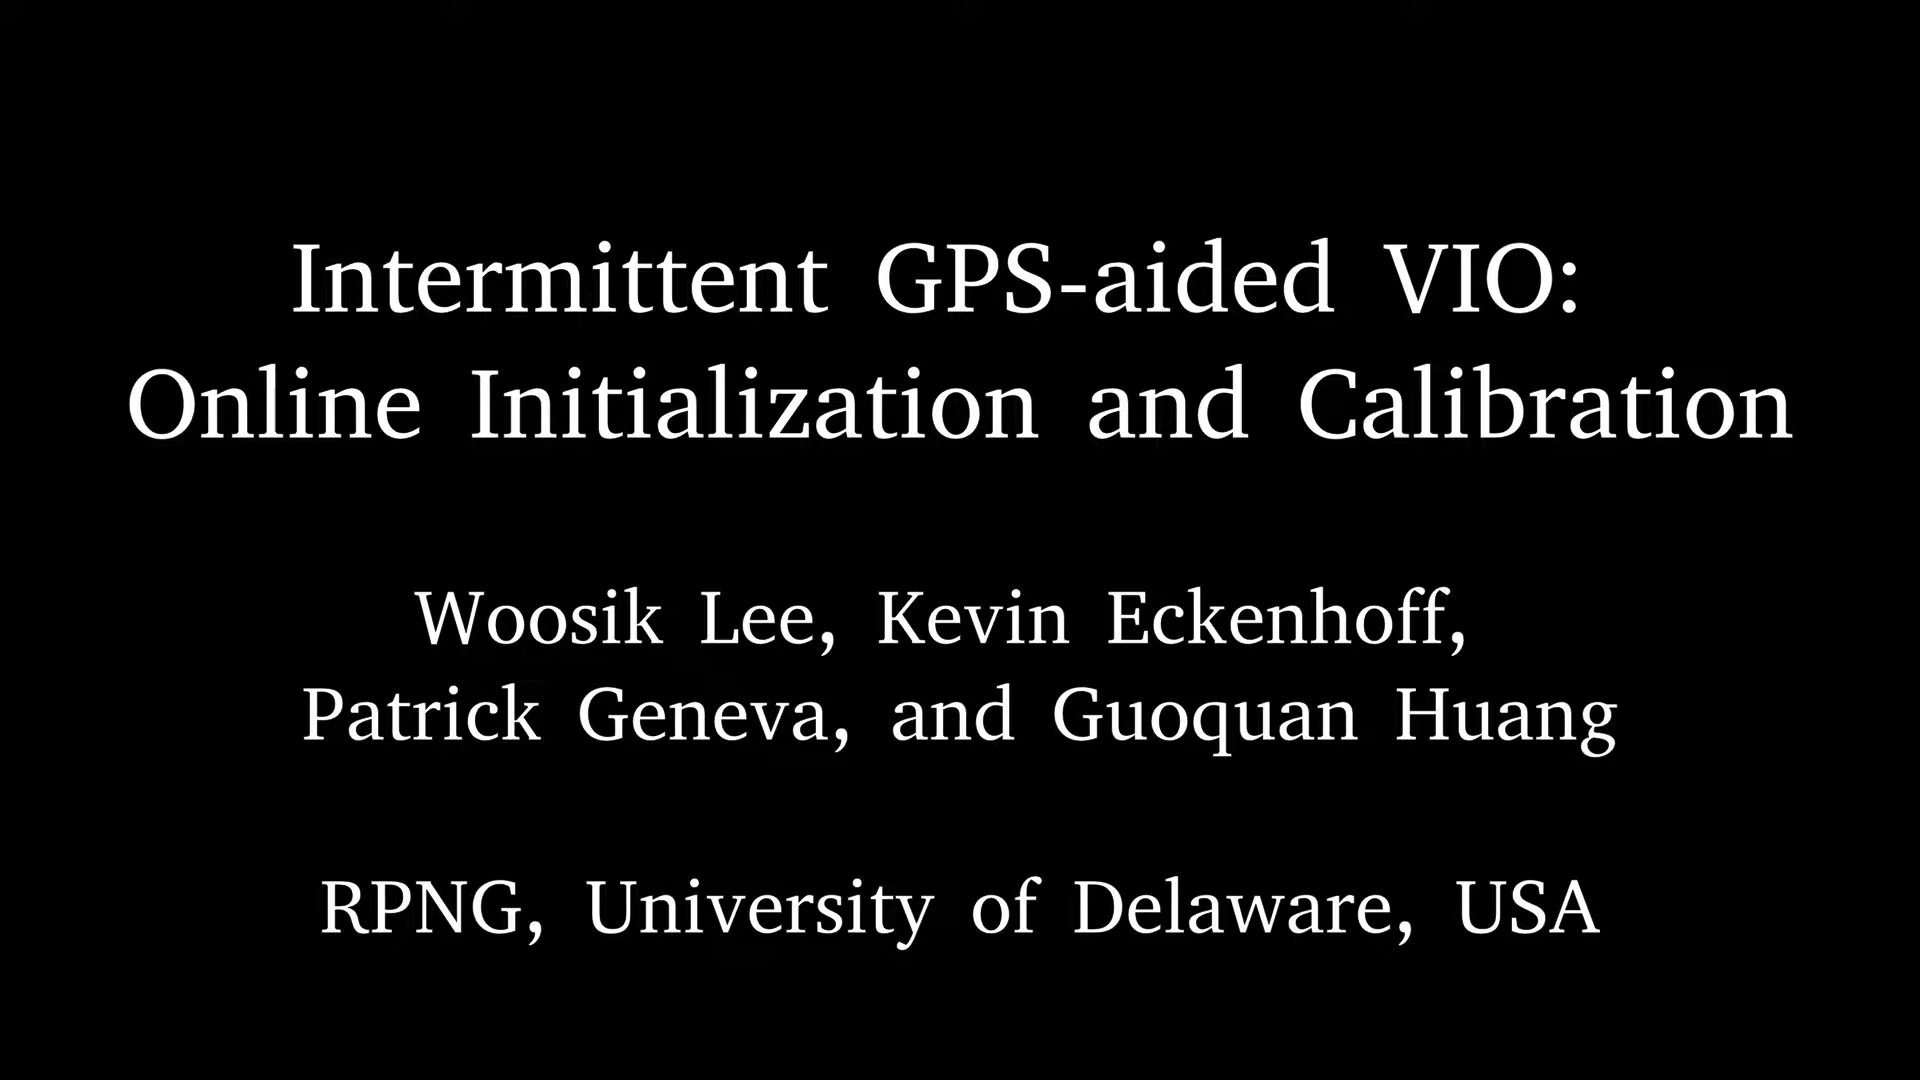 Intermittent GPS-aided VIO:
Online Initialization and Calibration
Woosik Lee, Kevin Eckenhoff,
Patrick Geneva, and Guoquan Huang
RPNG, University of Delaware, USA